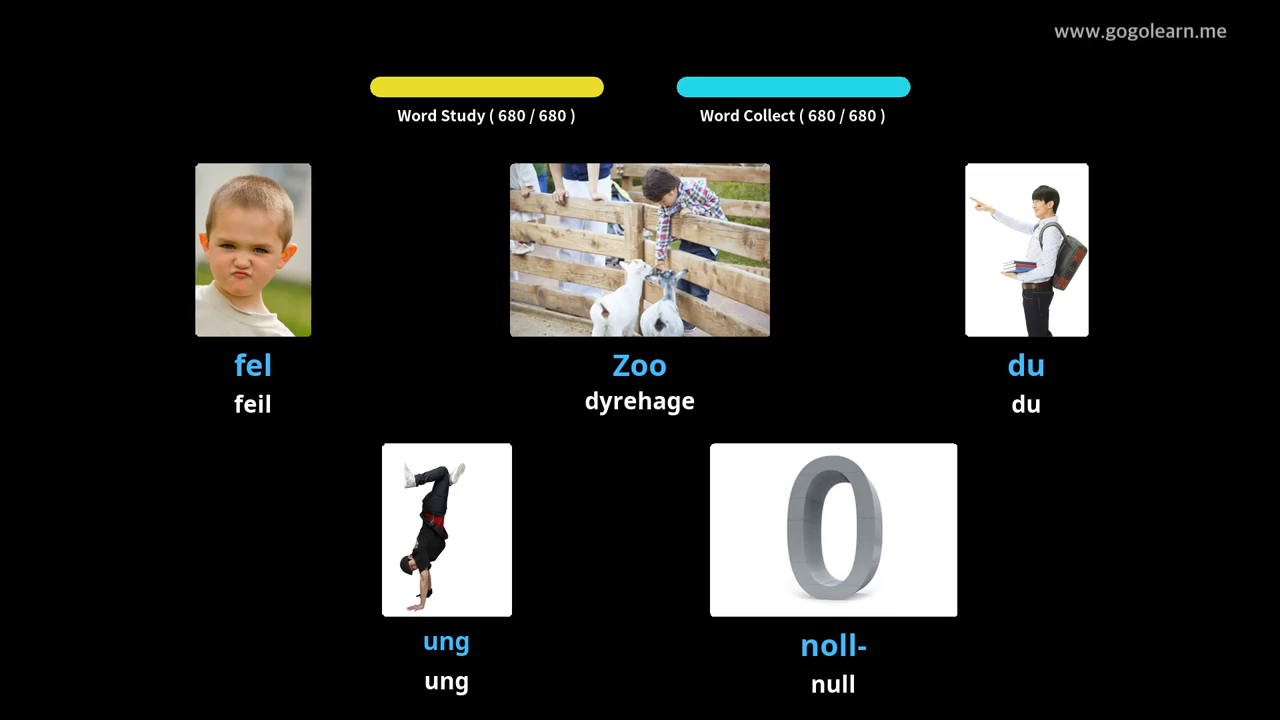 www.gogolearn.me
Word Study ( 680 / 680 )
Word Collect ( 680 / 680 )
fel
feil
Zoo
dyrehage
du
du
ung
ung
noll-
null